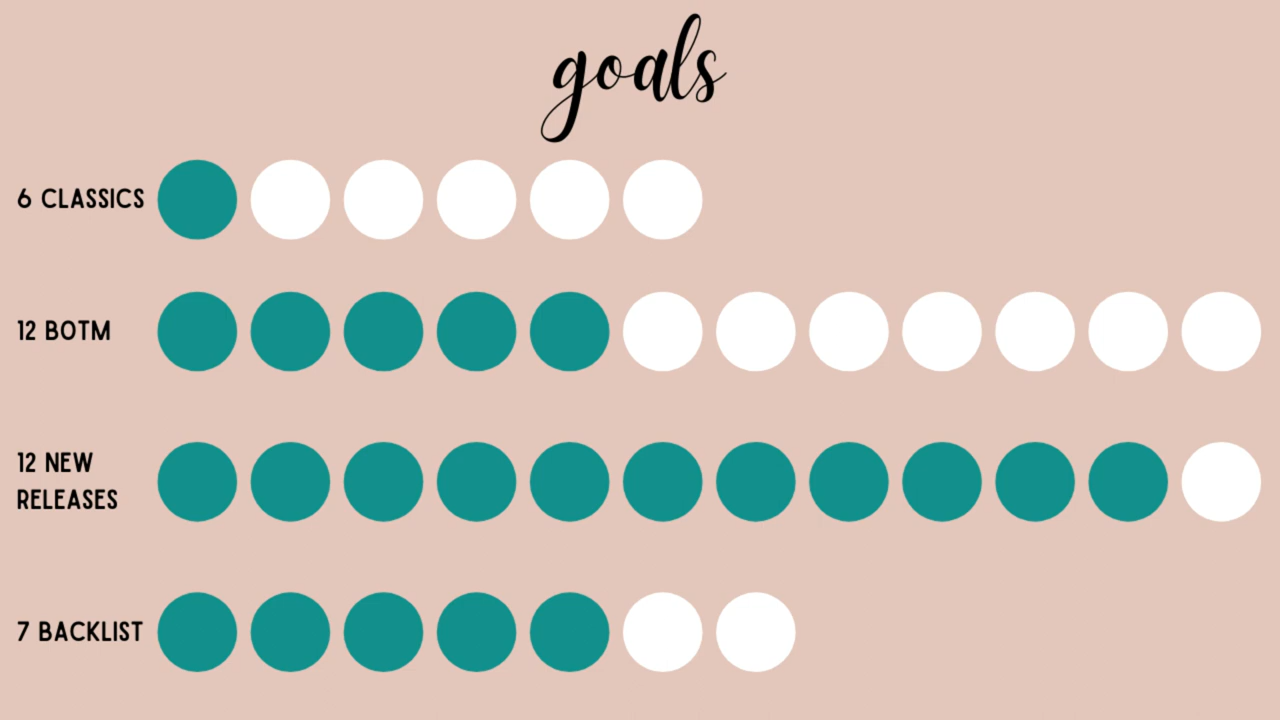 goals
6 CLASSICS
12 BOTM
12 NEW
RELEASES
7 BACKLIST